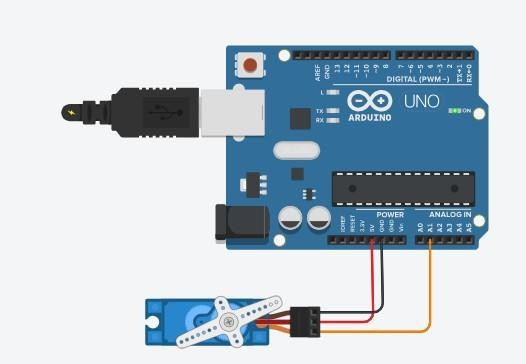 AREF
GND
13
12
~11
~10
~9
8
7
~6
~5
4
~3
2
TX→1
RX←0
DIGITAL (PWM~)
L
TX
RX
ARDUINO
UNO
ON
POWER
ANALOG IN
IOREF
RESET
3.3V
5V
GND
GND
Vin
A0
A1
A2
A3
A4
A5